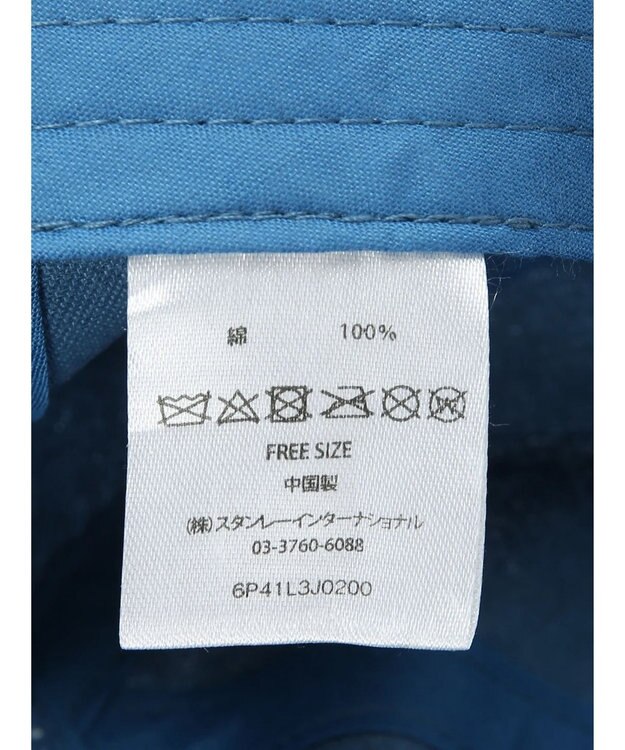 綿 100%
FREE SIZE
中国製
(株)スタンレーインターナショナル
03-3760-6088
6P41L3J0200